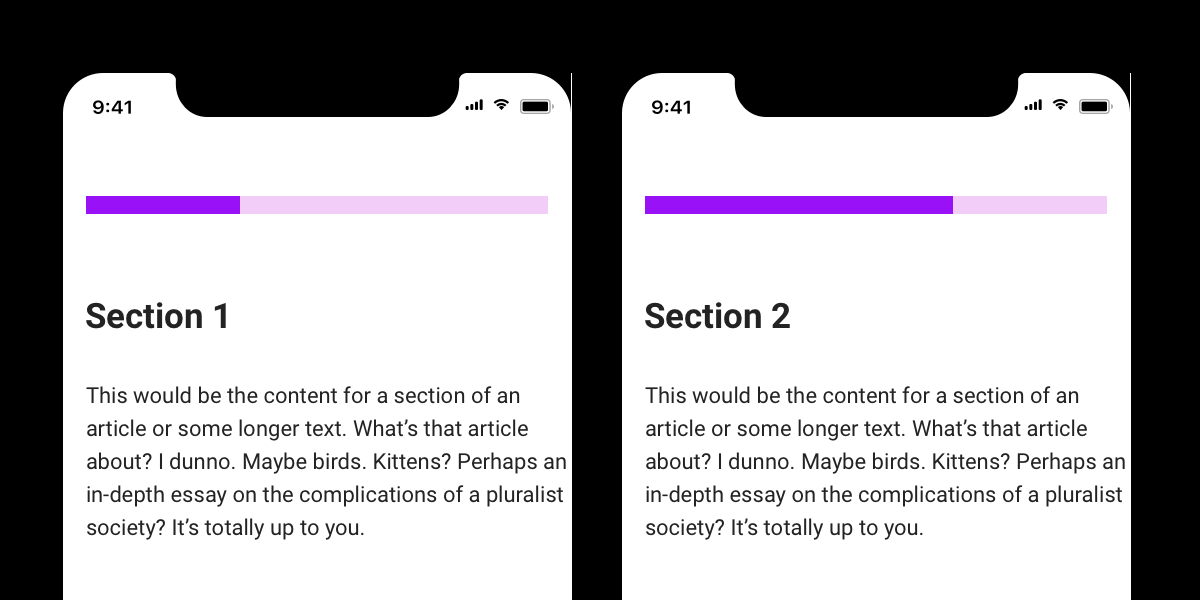 9:41
Section 1
This would be the content for a section of an
article or some longer text. What’s that article
about? I dunno. Maybe birds. Kittens? Perhaps an
in-depth essay on the complications of a pluralist
society? It’s totally up to you.
9:41
Section 2
This would be the content for a section of an
article or some longer text. What’s that article
about? I dunno. Maybe birds. Kittens? Perhaps an
in-depth essay on the complications of a pluralist
society? It’s totally up to you.